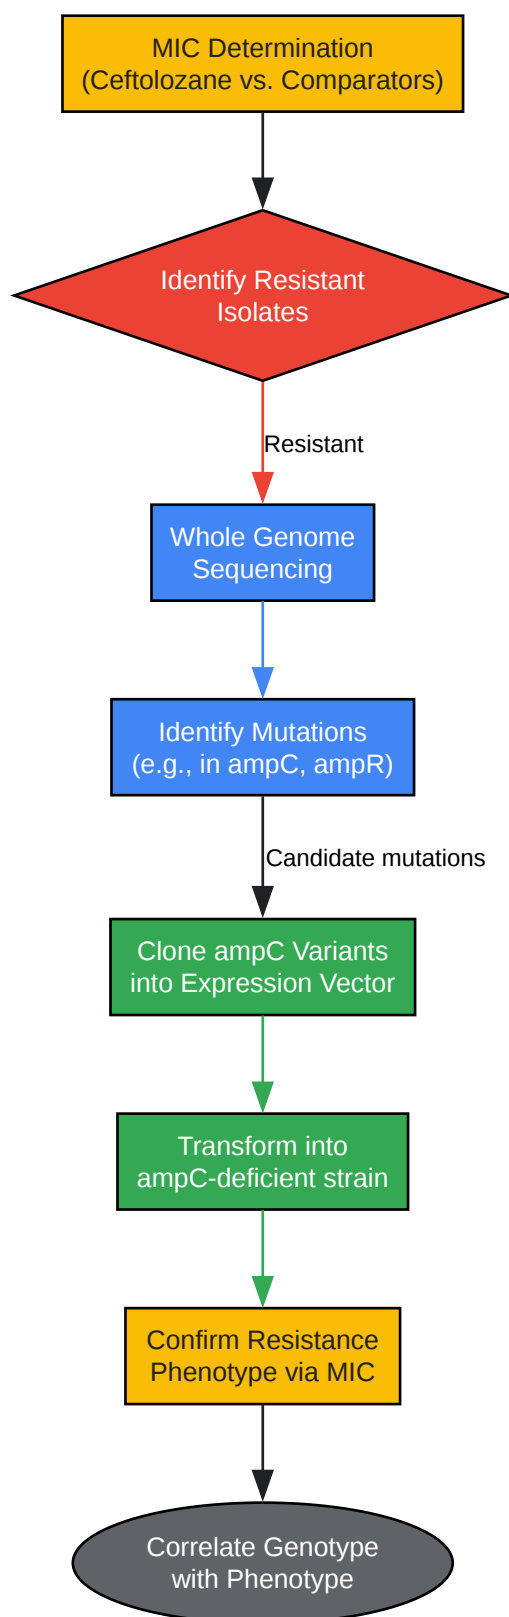 MIC Determination
(Ceftolozane vs. Comparators)
Identify Resistant
Isolates
Resistant
Whole Genome
Sequencing
Identify Mutations
(e.g., in ampC, ampR)
Candidate mutations
Clone ampC Variants
into Expression Vector
Transform into
ampC-deficient strain
Confirm Resistance
Phenotype via MIC
Correlate Genotype
with Phenotype